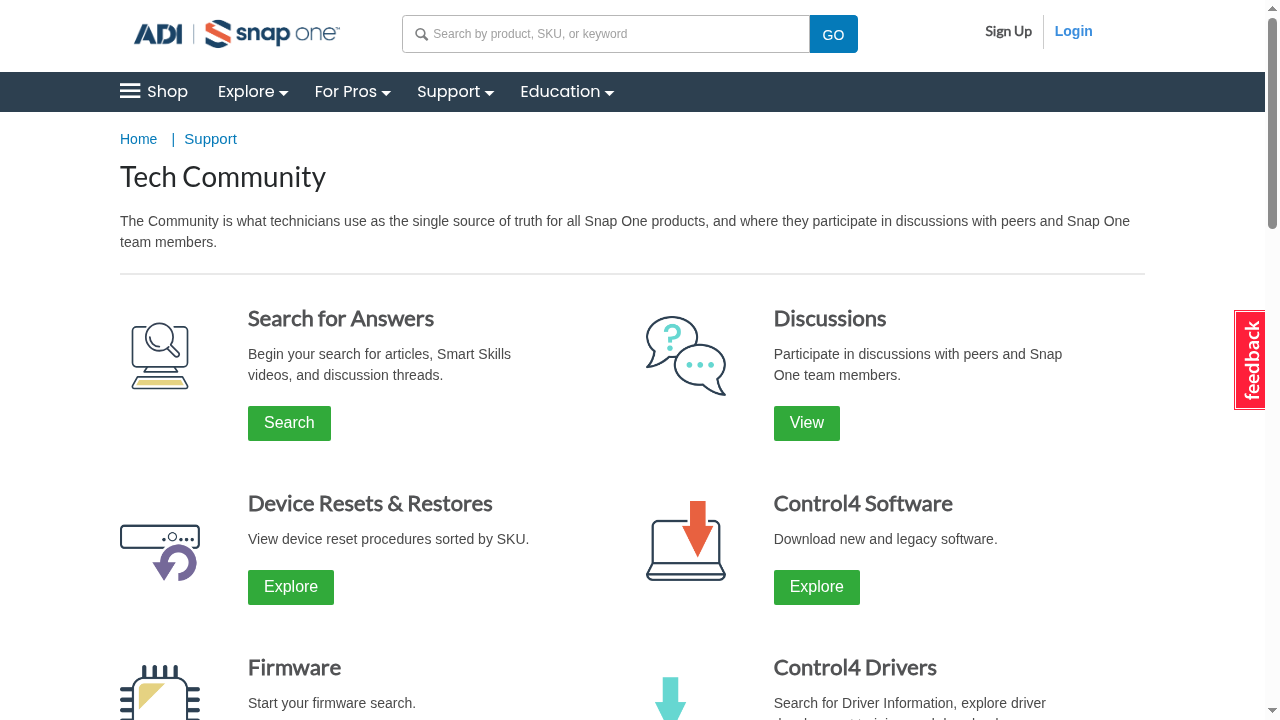 ADI | snap one™
Search by product, SKU, or keyword
GO
Sign Up
Login
Shop
Explore
For Pros
Support
Education
Home | Support
Tech Community
The Community is what technicians use as the single source of truth for all Snap One products, and where they participate in discussions with peers and Snap One
team members.
Search for Answers
Begin your search for articles, Smart Skills
videos, and discussion threads.
Search
Discussions
Participate in discussions with peers and Snap
One team members.
View
feedback
Device Resets & Restores
View device reset procedures sorted by SKU.
Explore
Control4 Software
Download new and legacy software.
Explore
Firmware
Start your firmware search.
Control4 Drivers
Search for Driver Information, explore driver